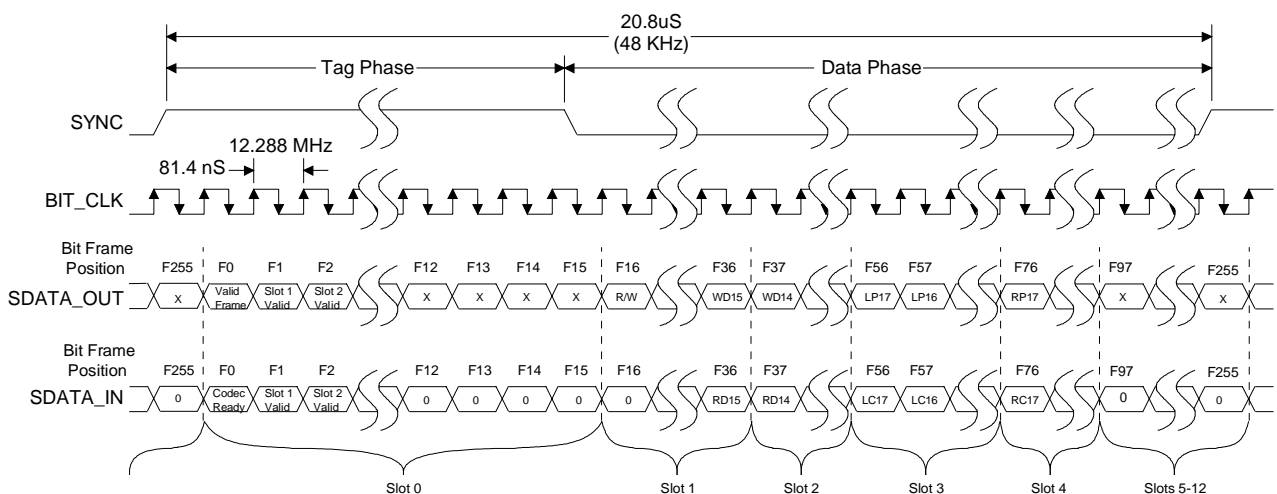 20.8uS
(48 KHz)
Tag Phase
Data Phase
SYNC
12.288 MHz
81.4 nS
BIT_CLK
Bit Frame
Position
F255 F0 F1 F2 F12 F13 F14 F15 F16 F36 F37 F56 F57 F76 F97 F255
SDATA_OUT
X
Valid
Frame
Slot 1
Valid
Slot 2
Valid
X X X X R/W WD15 WD14 LP17 LP16 RP17 X X
Bit Frame
Position
F255 F0 F1 F2 F12 F13 F14 F15 F16 F36 F37 F56 F57 F76 F97 F255
SDATA_IN
0
Codec
Ready
Slot 1
Valid
Slot 2
Valid
0 0 0 0 0 RD15 RD14 LC17 LC16 RC17 0 0
Slot 0 Slot 1 Slot 2 Slot 3 Slot 4 Slots 5-12